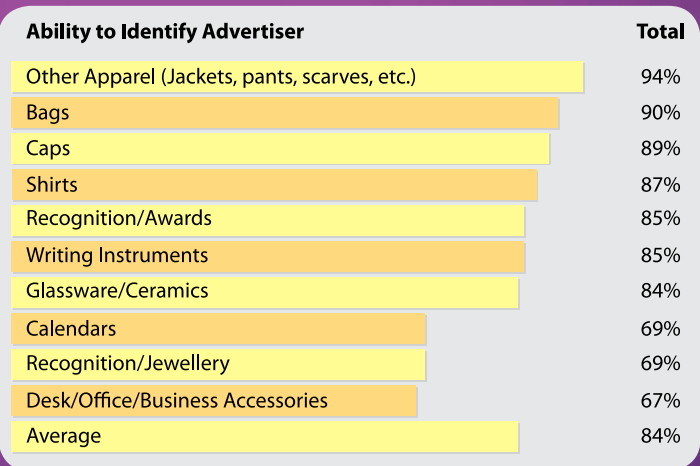 Ability to Identify Advertiser Total
Other Apparel (Jackets, pants, scarves, etc.) 94%
Bags 90%
Caps 89%
Shirts 87%
Recognition/Awards 85%
Writing Instruments 85%
Glassware/Ceramics 84%
Calendars 69%
Recognition/Jewellery 69%
Desk/Office/Business Accessories 67%
Average 84%